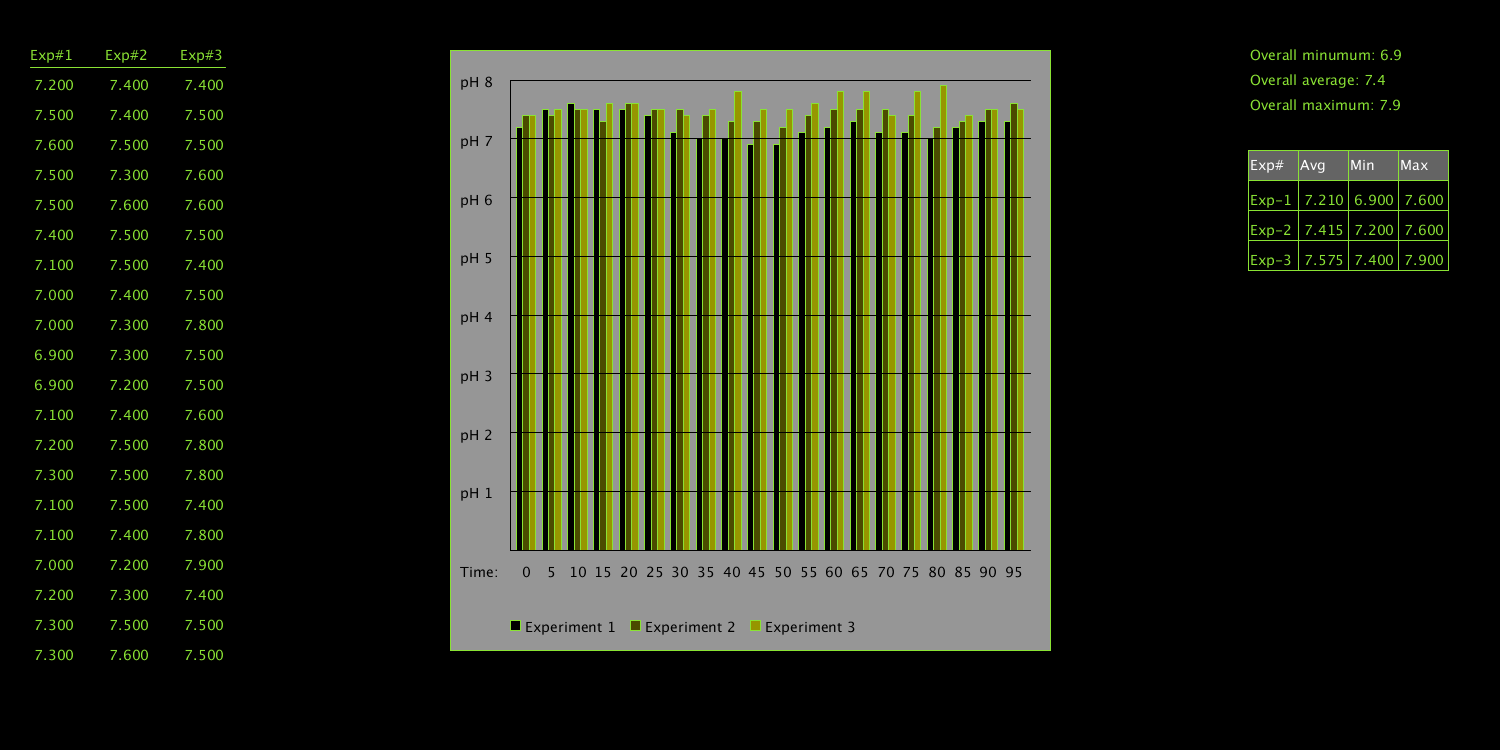 Exp#1 Exp#2 Exp#3
7.200 7.400 7.400
7.500 7.400 7.500
7.600 7.500 7.500
7.500 7.300 7.600
7.500 7.600 7.600
7.400 7.500 7.500
7.100 7.500 7.400
7.000 7.400 7.500
7.000 7.300 7.800
6.900 7.300 7.500
6.900 7.200 7.500
7.100 7.400 7.600
7.200 7.500 7.800
7.300 7.500 7.800
7.100 7.500 7.400
7.100 7.400 7.800
7.000 7.200 7.900
7.200 7.300 7.400
7.300 7.500 7.500
7.300 7.600 7.500
pH 8
pH 7
pH 6
pH 5
pH 4
pH 3
pH 2
pH 1
Time: 0 5 10 15 20 25 30 35 40 45 50 55 60 65 70 75 80 85 90 95
Experiment 1 Experiment 2 Experiment 3
Overall minumum: 6.9
Overall average: 7.4
Overall maximum: 7.9
Exp# Avg Min Max
Exp-1 7.210 6.900 7.600
Exp-2 7.415 7.200 7.600
Exp-3 7.575 7.400 7.900